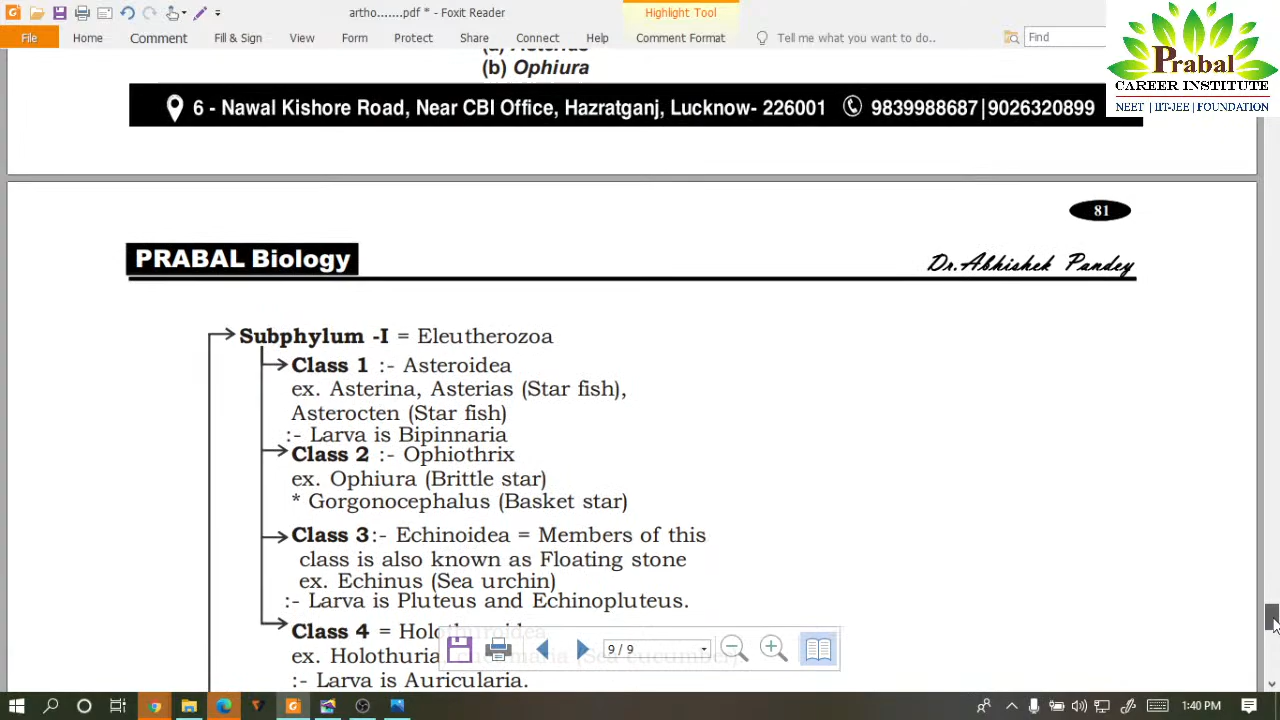 artho.......pdf * - Foxit Reader
Highlight Tool
File Home Comment Fill & Sign View Form Protect Share Connect Help Comment Format Tell me what you want to do.. Find
Prabal
CAREER INSTITUTE
NEET | IIT-JEE | FOUNDATION
(b) Ophiura
6 - Nawal Kishore Road, Near CBI Office, Hazratganj, Lucknow- 226001 9839988687|9026320899
81
PRABAL Biology
Dr.Abhishek Pandey
Subphylum -I = Eleutherozoa
Class 1 :- Asteroidea
ex. Asterina, Asterias (Star fish),
Asterocten (Star fish)
:- Larva is Bipinnaria
Class 2 :- Ophiothrix
ex. Ophiura (Brittle star)
* Gorgonocephalus (Basket star)
Class 3:- Echinoidea = Members of this
class is also known as Floating stone
ex. Echinus (Sea urchin)
:- Larva is Pluteus and Echinopluteus.
Class 4 = Holothuroidea
ex. Holothuria, cucumaria (Sea cucumber)
:- Larva is Auricularia.
9 / 9
1:40 PM